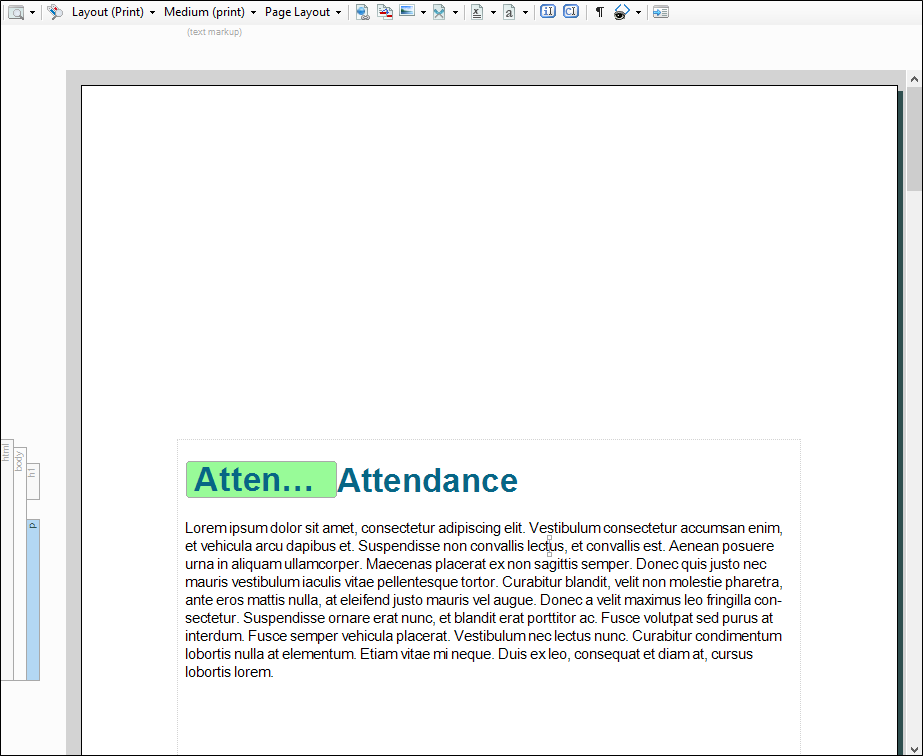 Layout (Print) Medium (print) Page Layout
(text markup)
html
body
h1
p
Atten... Attendance
Lorem ipsum dolor sit amet, consectetur adipiscing elit. Vestibulum consectetur accumsan enim,
et vehicula arcu dapibus et. Suspendisse non convallis lectus, et convallis est. Aenean posuere
urna in aliquam ullamcorper. Maecenas placerat ex non sagittis semper. Donec quis justo nec
mauris vestibulum iaculis vitae pellentesque tortor. Curabitur blandit, velit non molestie pharetra,
ante eros mattis nulla, at eleifend justo mauris vel augue. Donec a velit maximus leo fringilla con-
sectetur. Suspendisse ornare erat nunc, et blandit erat porttitor ac. Fusce volutpat sed purus at
interdum. Fusce semper vehicula placerat. Vestibulum nec lectus nunc. Curabitur condimentum
lobortis nulla at elementum. Etiam vitae mi neque. Duis ex leo, consequat et diam at, cursus
lobortis lorem.